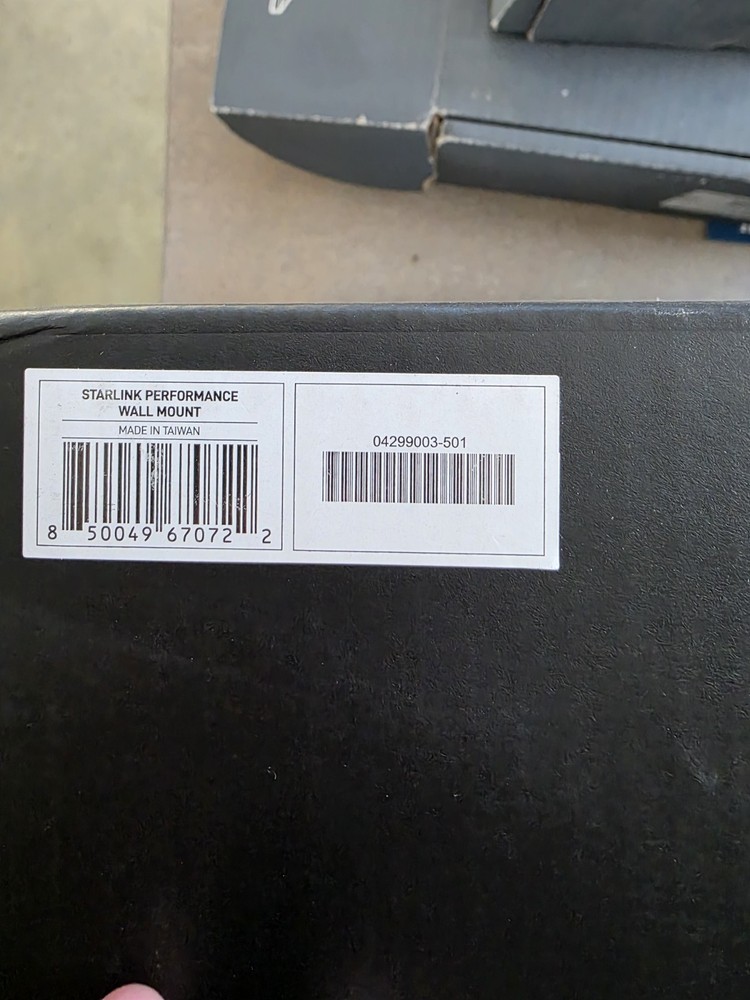 STARLINK PERFORMANCE
WALL MOUNT
MADE IN TAIWAN
8 50049 67072 2
04299003-501